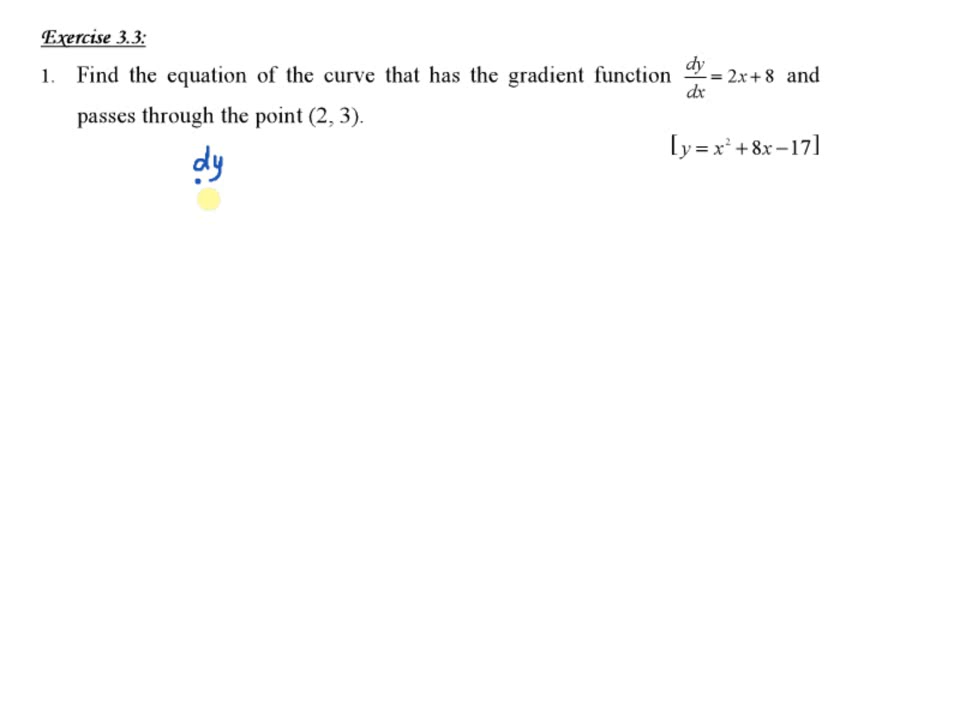 Exercise 3.3:
1. Find the equation of the curve that has the gradient function dy/dx = 2x + 8 and
passes through the point (2, 3).
[y = x² + 8x − 17]
dy